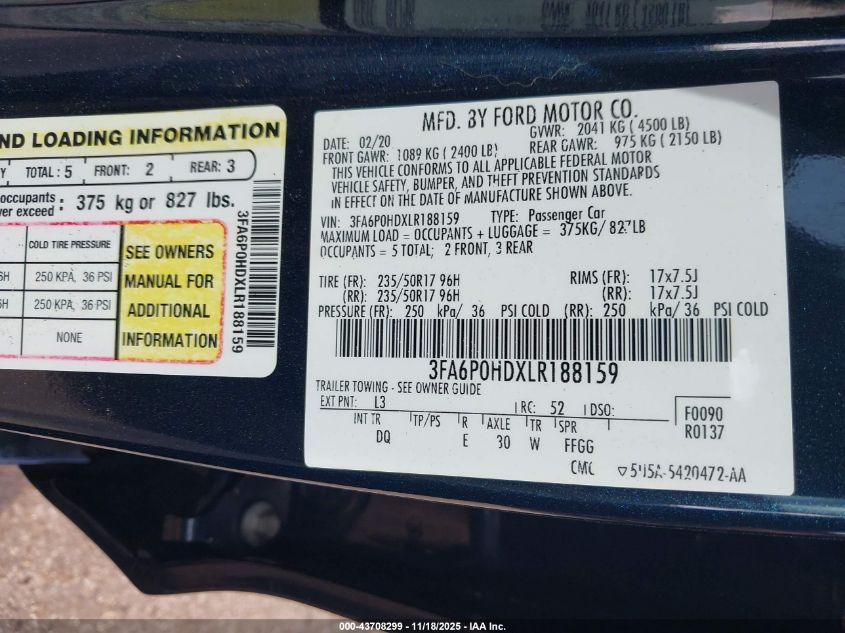 ND LOADING INFORMATION
Y TOTAL: 5 FRONT: 2 REAR: 3
occupants
ver exceed: 375 kg or 827 lbs.
COLD TIRE PRESSURE
6H 250 KPA, 36 PSI
6H 250 KPA, 36 PSI
NONE
SEE OWNERS
MANUAL FOR
ADDITIONAL
INFORMATION
3FA6P0HDXLR188159
MFD. BY FORD MOTOR CO.
DATE: 02/20 GVWR: 2041 KG ( 4500 LB)
FRONT GAWR: 1089 KG ( 2400 LB) REAR GAWR: 975 KG ( 2150 LB)
THIS VEHICLE CONFORMS TO ALL APPLICABLE FEDERAL MOTOR
VEHICLE SAFETY, BUMPER, AND THEFT PREVENTION STANDARDS
IN EFFECT ON THE DATE OF MANUFACTURE SHOWN ABOVE.
VIN: 3FA6P0HDXLR188159 TYPE: Passenger Car
MAXIMUM LOAD = OCCUPANTS + LUGGAGE = 375KG/ 827LB
OCCUPANTS = 5 TOTAL; 2 FRONT, 3 REAR
TIRE (FR): 235/50R17 96H RIMS (FR): 17x7.5J
(RR): 235/50R17 96H (RR): 17x7.5J
PRESSURE (FR): 250 kPa/ 36 PSI COLD (RR): 250 kPa/ 36 PSI COLD
3FA6P0HDXLR188159
TRAILER TOWING - SEE OWNER GUIDE
EXT PNT: L3 RC: 52 DSO: F0090
R0137
INT TR TP/PS R AXLE TR SPR
DQ E 30 W FFGG
000-43708299 - 11/18/2025 - IAA Inc.